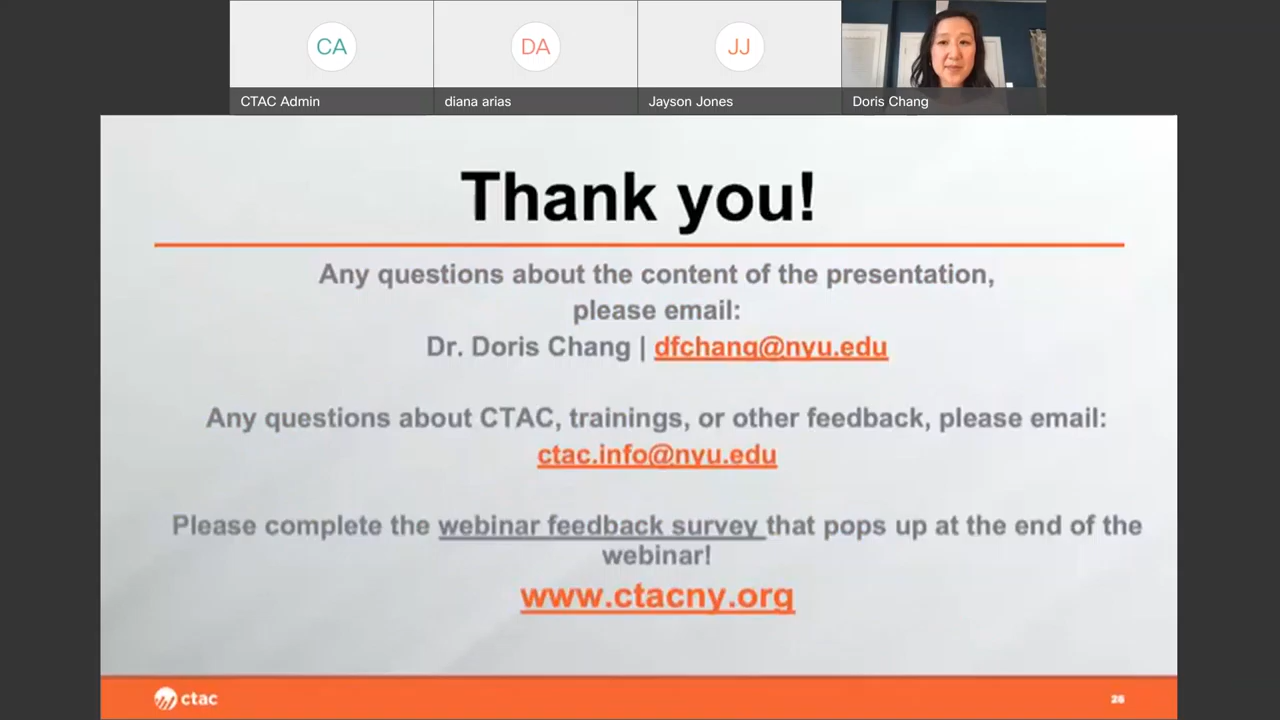 CA
DA
JJ
CTAC Admin
diana arias
Jayson Jones
Doris Chang
Thank you!
Any questions about the content of the presentation,
please email:
Dr. Doris Chang | dfchang@nyu.edu
Any questions about CTAC, trainings, or other feedback, please email:
ctac.info@nyu.edu
Please complete the webinar feedback survey that pops up at the end of the
webinar!
www.ctacny.org
ctac
26